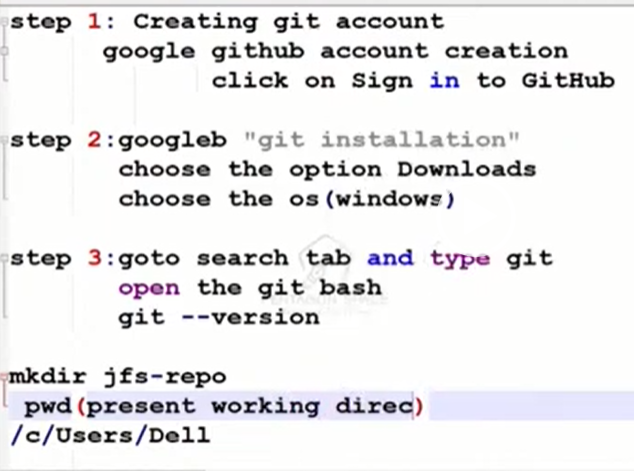 step 1: Creating git account
google github account creation
click on Sign in to GitHub
step 2:googleb "git installation"
choose the option Downloads
choose the os(windows)
step 3:goto search tab and type git
open the git bash
git --version
mkdir jfs-repo
pwd(present working direc)
/c/Users/Dell